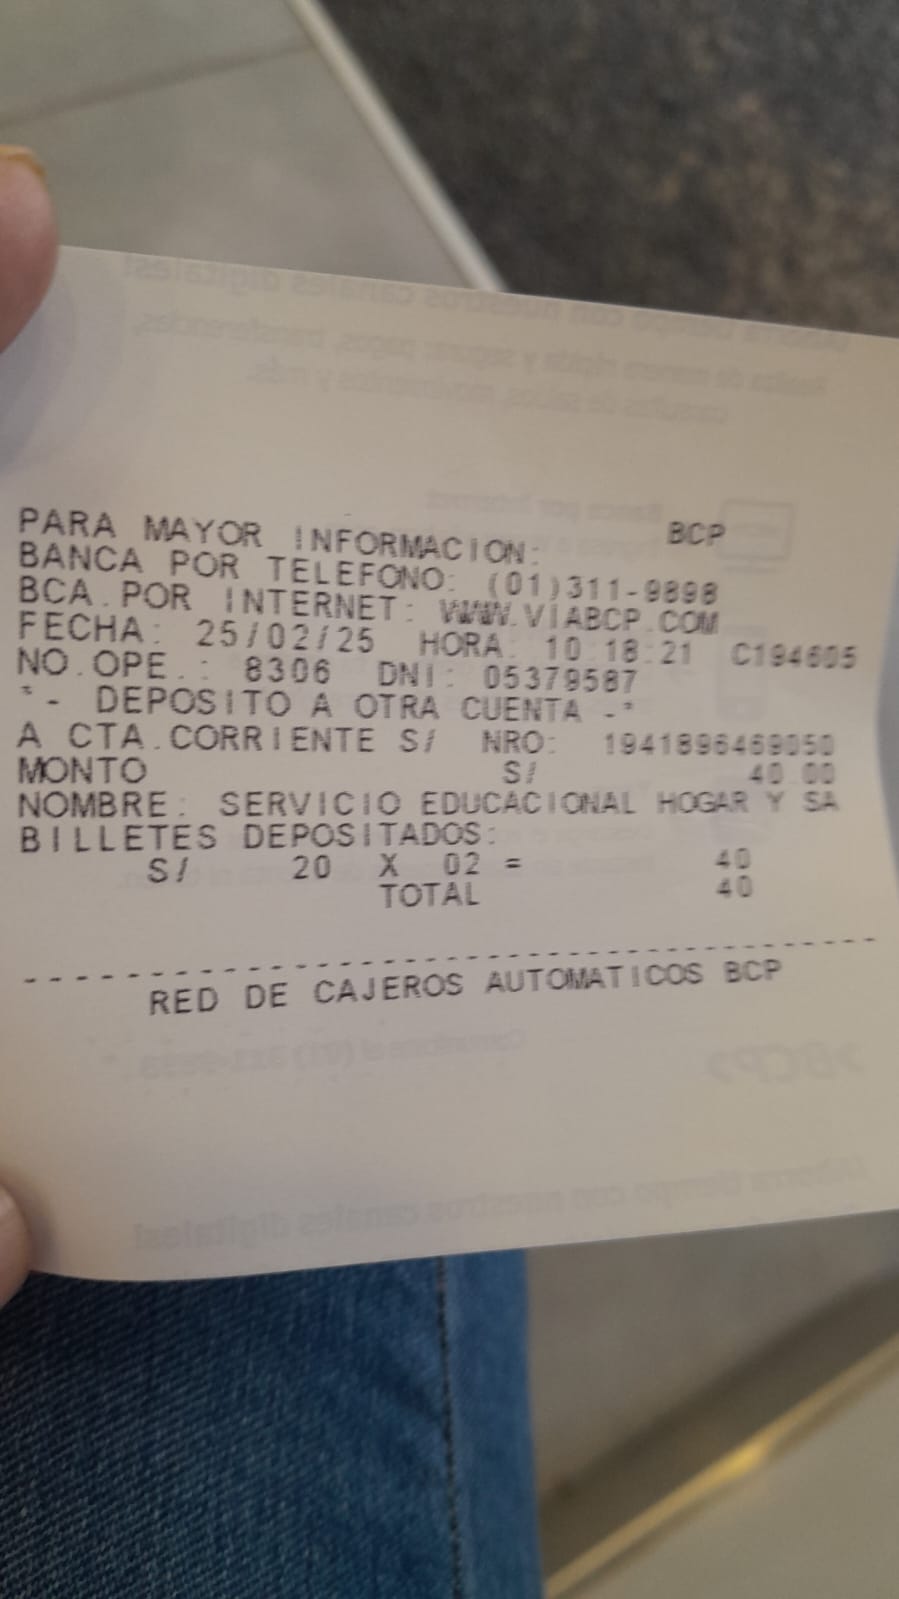 PARA MAYOR INFORMACION: BCP
BANCA POR TELEFONO: (01)311-9898
BCA.POR INTERNET: WWW.VIABCP.COM
FECHA: 25/02/25 HORA: 10:18:21 C194605
NO.OPE.: 8306 DNI: 05379587
*- DEPOSITO A OTRA CUENTA -*
A CTA.CORRIENTE S/ NRO: 1941896469050
MONTO S/ 40.00
NOMBRE: SERVICIO EDUCACIONAL HOGAR Y SA
BILLETES DEPOSITADOS:
S/ 20 X 02 = 40
TOTAL 40
RED DE CAJEROS AUTOMATICOS BCP